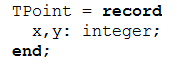 TPoint = record
  x,y: integer;
end;